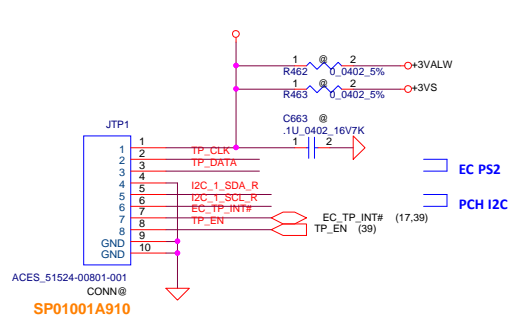 1 @ 2
R462 0_0402_5%
+3VALW
1 @ 2
R463 0_0402_5%
+3VS
C663 @
.1U_0402_16V7K
1 2
JTP1
1 1
2 2 TP_CLK
3 3 TP_DATA
4 4
5 5 I2C_1_SDA_R
6 6 I2C_1_SCL_R
7 7 EC_TP_INT#
8 8 TP_EN
GND 9
GND 10
EC PS2
PCH I2C
EC_TP_INT# (17,39)
TP_EN (39)
ACES_51524-00801-001
CONN@
SP01001A910